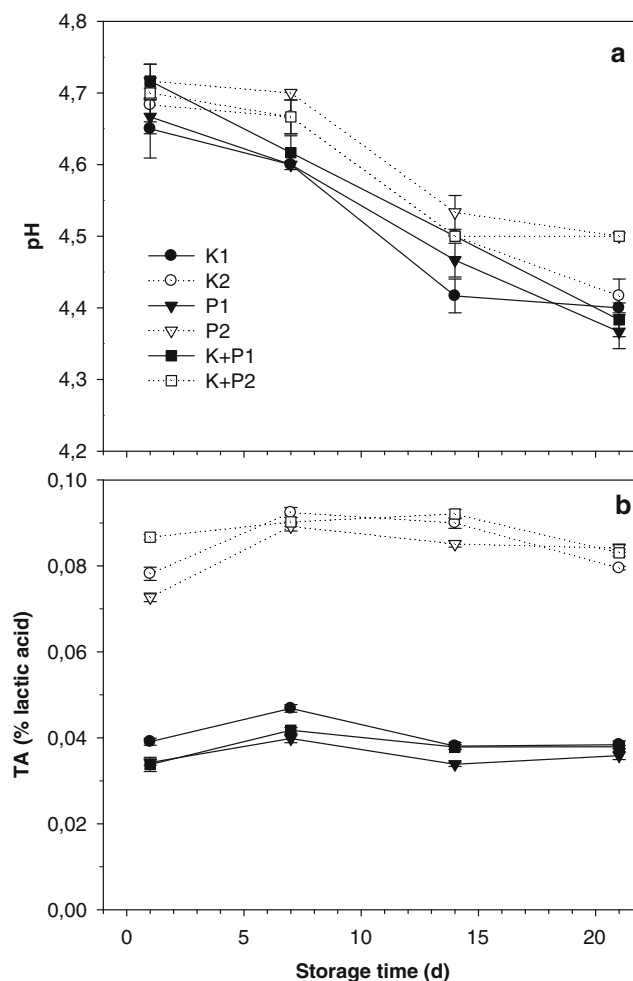 4,8
a
4,7
4,6
pH
4,5
4,4
4,3
4,2
K1
K2
P1
P2
K+P1
K+P2
0,10
b
0,08
0,06
TA (% lactic acid)
0,04
0,02
0,00
0 5 10 15 20
Storage time (d)